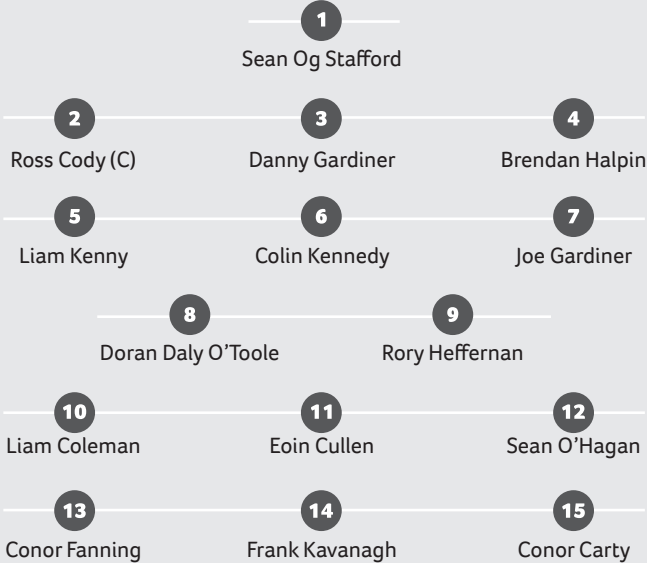 1
Sean Og Stafford
2 3 4
Ross Cody (C) Danny Gardiner Brendan Halpin
5 6 7
Liam Kenny Colin Kennedy Joe Gardiner
8 9
Doran Daly O’Toole Rory Heffernan
10 11 12
Liam Coleman Eoin Cullen Sean O’Hagan
13 14 15
Conor Fanning Frank Kavanagh Conor Carty